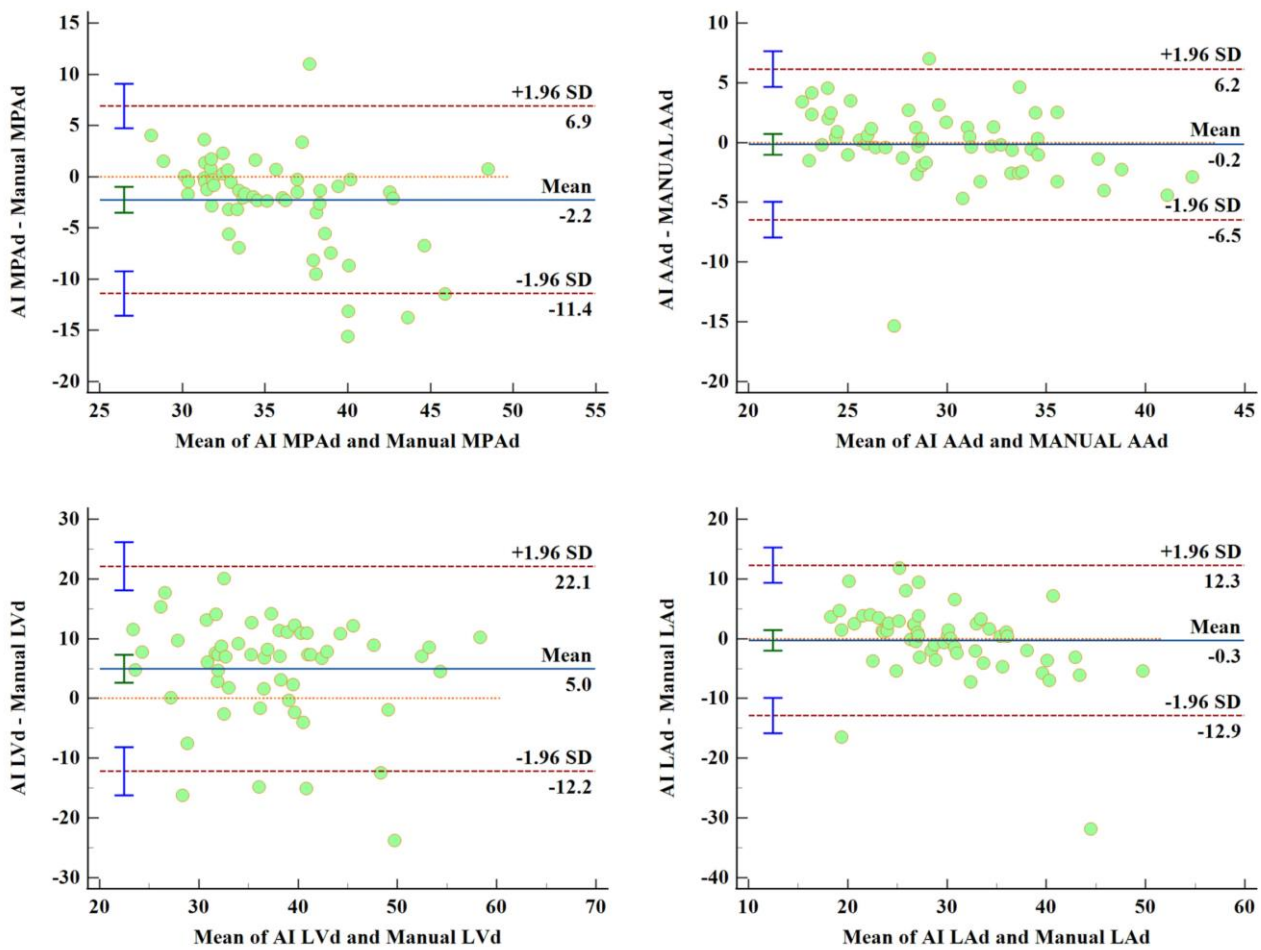 15
10
5
0
-5
-10
-15
-20
AI MPAd - Manual MPAd
+1.96 SD
6.9
Mean
-2.2
-1.96 SD
-11.4
25 30 35 40 45 50 55
Mean of AI MPAd and Manual MPAd
10
5
0
-5
-10
-15
-20
AI AAd - MANUAL AAd
+1.96 SD
6.2
Mean
-0.2
-1.96 SD
-6.5
20 25 30 35 40 45
Mean of AI AAd and MANUAL AAd
30
20
10
0
-10
-20
-30
AI LVd - Manual LVd
+1.96 SD
22.1
Mean
5.0
-1.96 SD
-12.2
20 30 40 50 60 70
Mean of AI LVd and Manual LVd
20
10
0
-10
-20
-30
-40
AI LAd - Manual LAd
+1.96 SD
12.3
Mean
-0.3
-1.96 SD
-12.9
10 20 30 40 50 60
Mean of AI LAd and Manual LAd